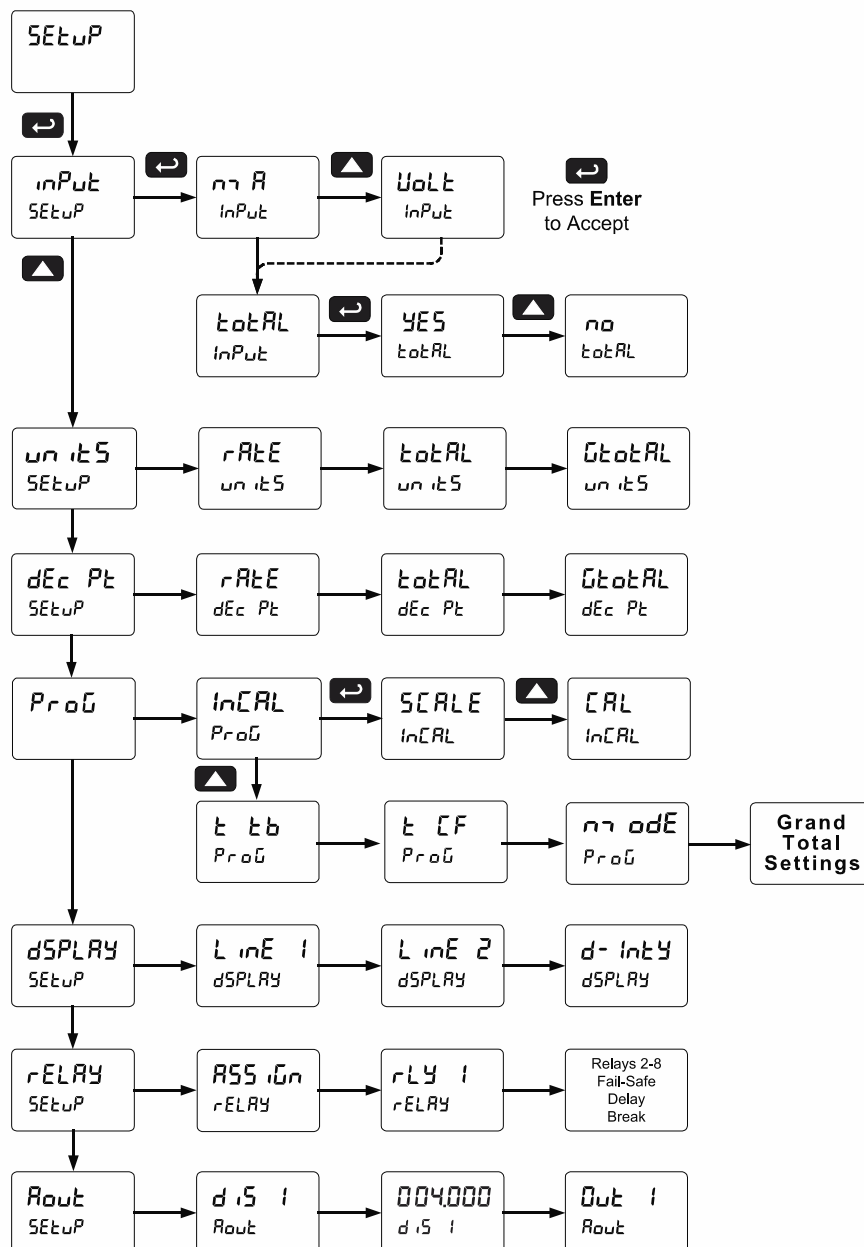 SEtuP
inPut
SEtuP
mA
InPut
VoLt
InPut
Press Enter
to Accept
totAL
InPut
YES
totAL
no
totAL
unitS
SEtuP
rAtE
unitS
totAL
unitS
GtotAL
unitS
dEc Pt
SEtuP
rAtE
dEc Pt
totAL
dEc Pt
GtotAL
dEc Pt
ProG
InCAL
ProG
SCALE
InCAL
CAL
InCAL
t tb
ProG
t CF
ProG
modE
ProG
Grand
Total
Settings
dSPLAY
SEtuP
LinE 1
dSPLAY
LinE 2
dSPLAY
d-IntY
dSPLAY
rELAY
SEtuP
ASSiGn
rELAY
rLY 1
rELAY
Relays 2-8
Fail-Safe
Delay
Break
Aout
SEtuP
diS 1
Aout
004.000
diS 1
Out 1
Aout